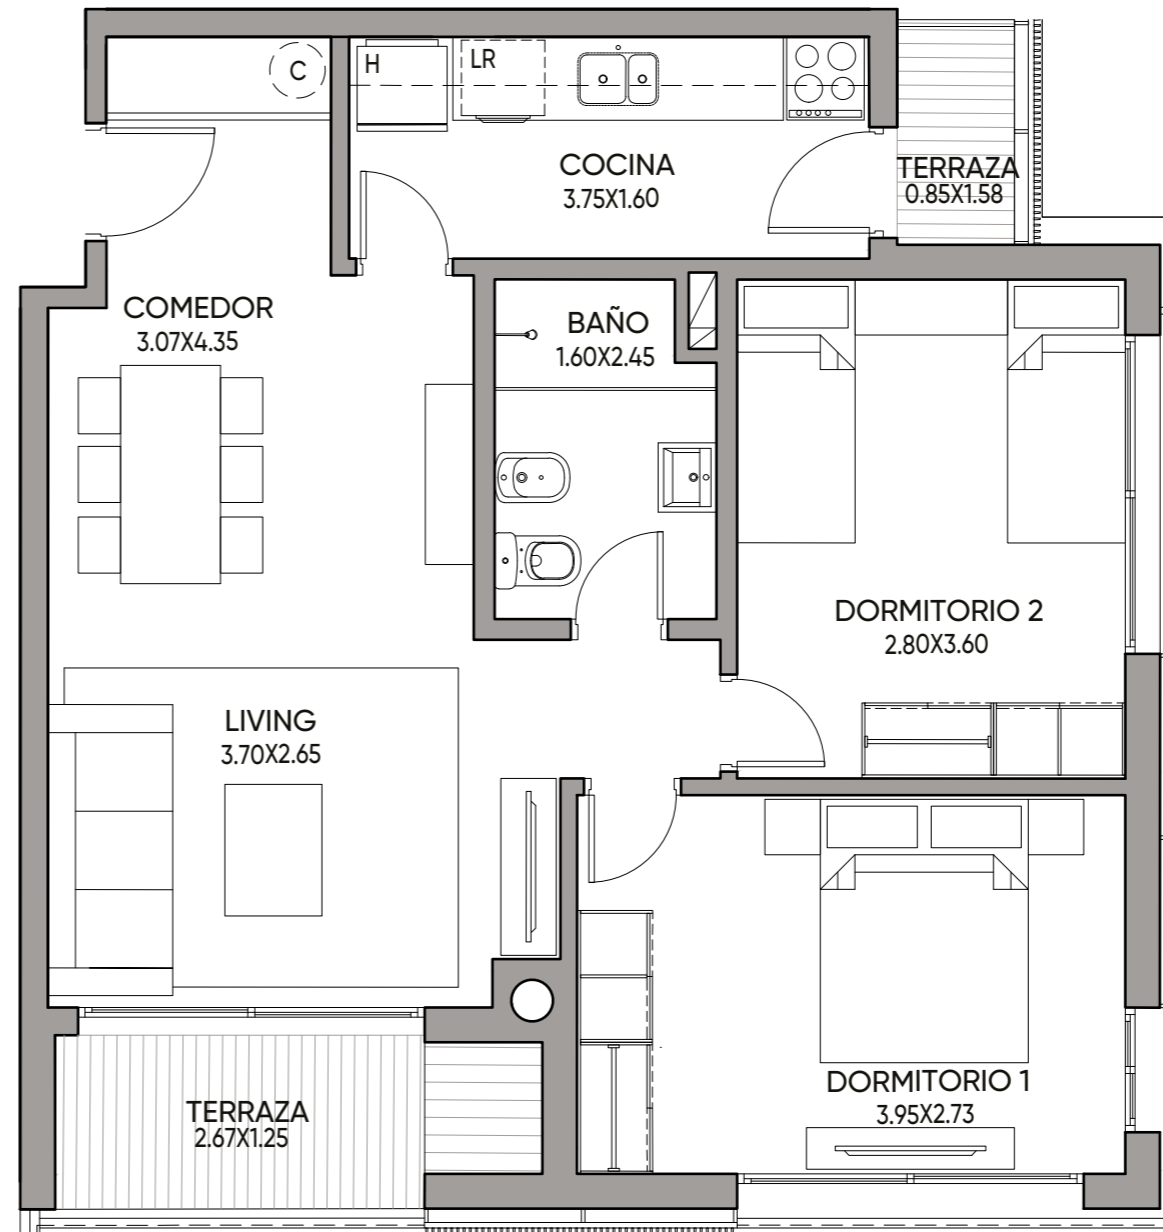 C
H
LR
COCINA
3.75X1.60
TERRAZA
0.85X1.58
COMEDOR
3.07X4.35
BAÑO
1.60X2.45
DORMITORIO 2
2.80X3.60
LIVING
3.70X2.65
DORMITORIO 1
3.95X2.73
TERRAZA
2.67X1.25